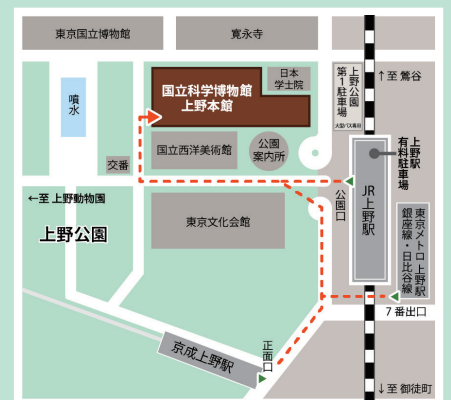 東京国立博物館
寛永寺
国立科学博物館
上野本館
日本
学士院
上野公園
第1駐車場
大型バス専用
↑至 鶯谷
噴水
交番
国立西洋美術館
公園
案内所
上野駅
有料駐車場
←至 上野動物園
上野公園
東京文化会館
公園口
JR上野駅
東京メトロ 上野駅
銀座線・日比谷線
7番出口
京成上野駅
正面口
↓至 御徒町